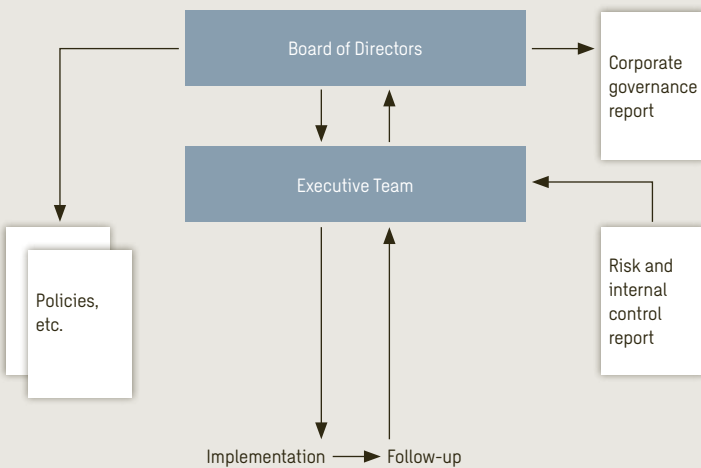 Board of Directors
Corporate
governance
report
Executive Team
Policies,
etc.
Risk and
internal
control
report
Implementation
Follow-up